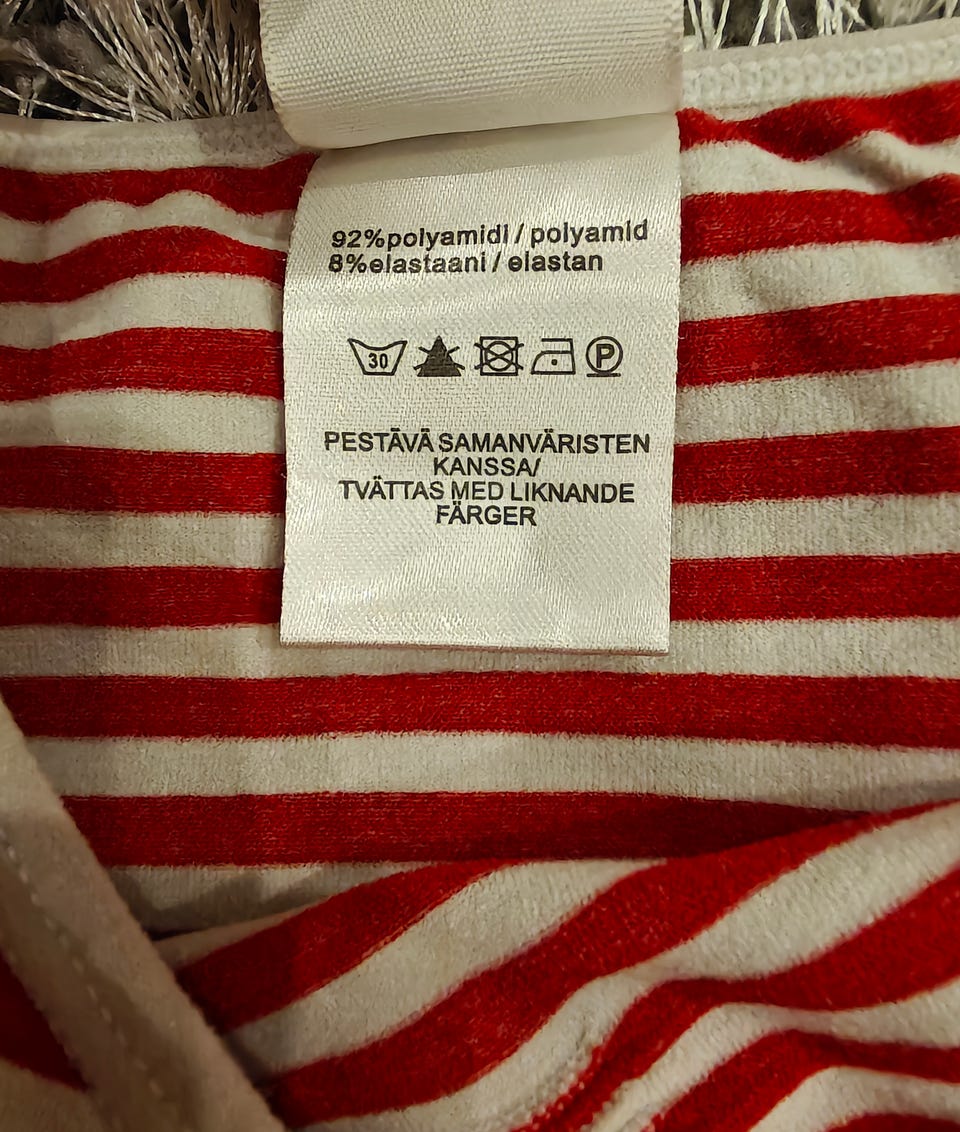 92%polyamidi / polyamid
8%elastaani / elastan
30 P
PESTÄVÄ SAMANVÄRISTEN
KANSSA/
TVÄTTAS MED LIKNANDE
FÄRGER